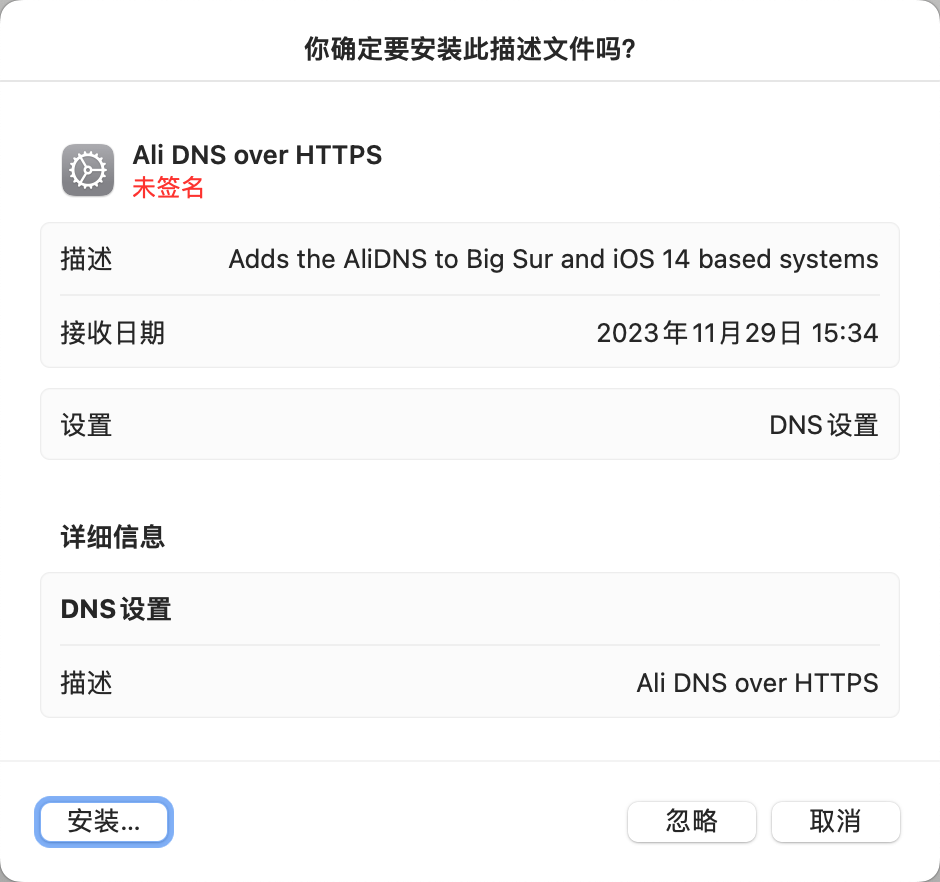 你确定要安装此描述文件吗?
Ali DNS over HTTPS
未签名
描述 Adds the AliDNS to Big Sur and iOS 14 based systems
接收日期 2023年11月29日 15:34
设置 DNS设置
详细信息
DNS设置
描述 Ali DNS over HTTPS
安装... 忽略 取消